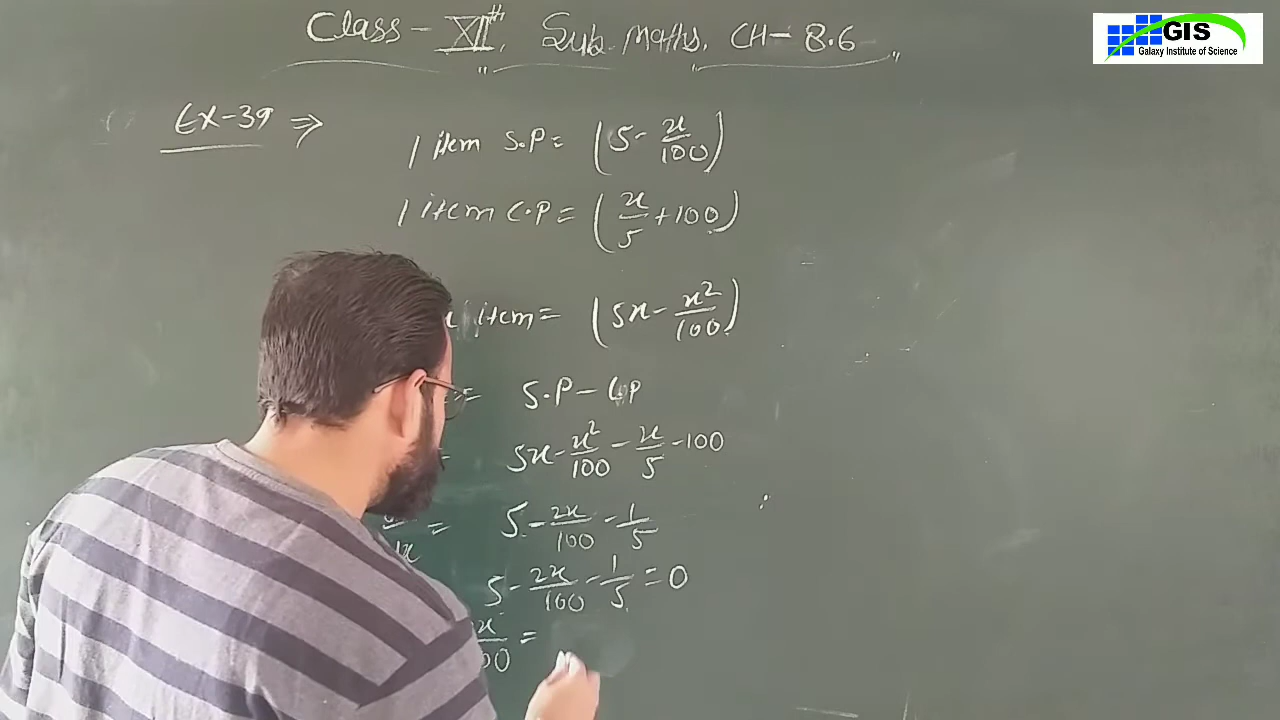 Class - XIIth, Sub. Maths, CH - 8.6
GIS
Galaxy Institute of Science
Ex-39 ⇒
1 item S.P = (5 - x/100)
1 item C.P = (x/5 + 100)
x item = (5x - x²/100)
= S.P - C.P
= 5x - x²/100 - x/5 - 100
= 5 - 2x/100 - 1/5
5 - 2x/100 - 1/5 = 0
=